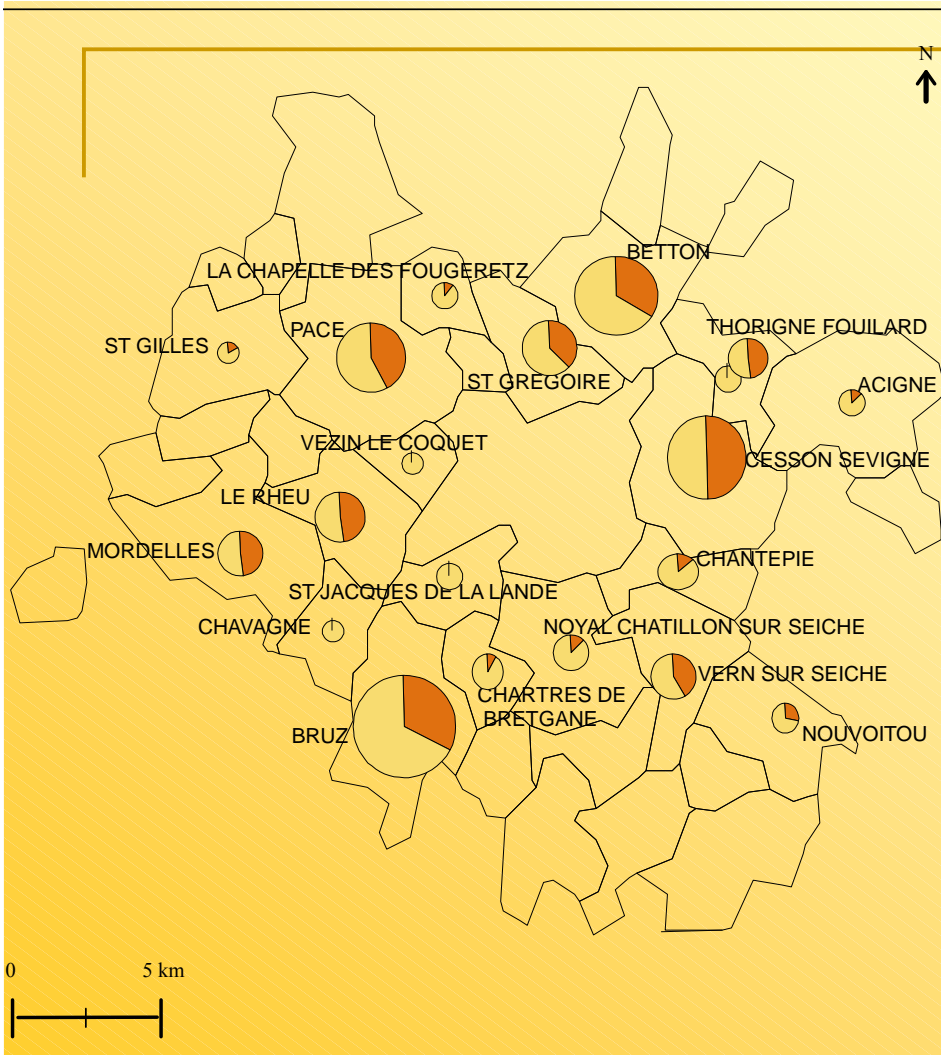 N
BETTON
LA CHAPELLE DES FOUGERETZ
THORIGNE FOUILARD
PACE
ST GILLES
ST GREGOIRE
ACIGNE
VEZIN LE COQUET
CESSON SEVIGNE
LE RHEU
MORDELLES
CHANTEPIE
ST JACQUES DE LA LANDE
CHAVAGNE
NOYAL CHATILLON SUR SEICHE
VERN SUR SEICHE
CHARTRES DE
BRETGANE
BRUZ
NOUVOITOU
0 5 km